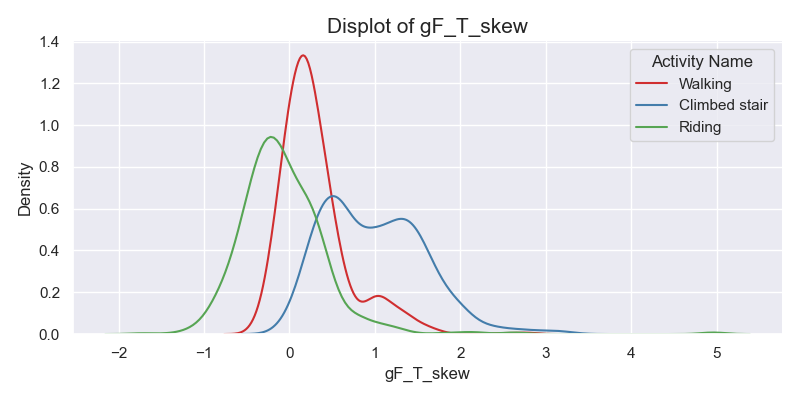 Displot of gF_T_skew
Activity Name
Walking
Climbed stair
Riding
1.4
1.2
1.0
0.8
0.6
0.4
0.2
0.0
Density
−2
−1
0
1
2
3
4
5
gF_T_skew